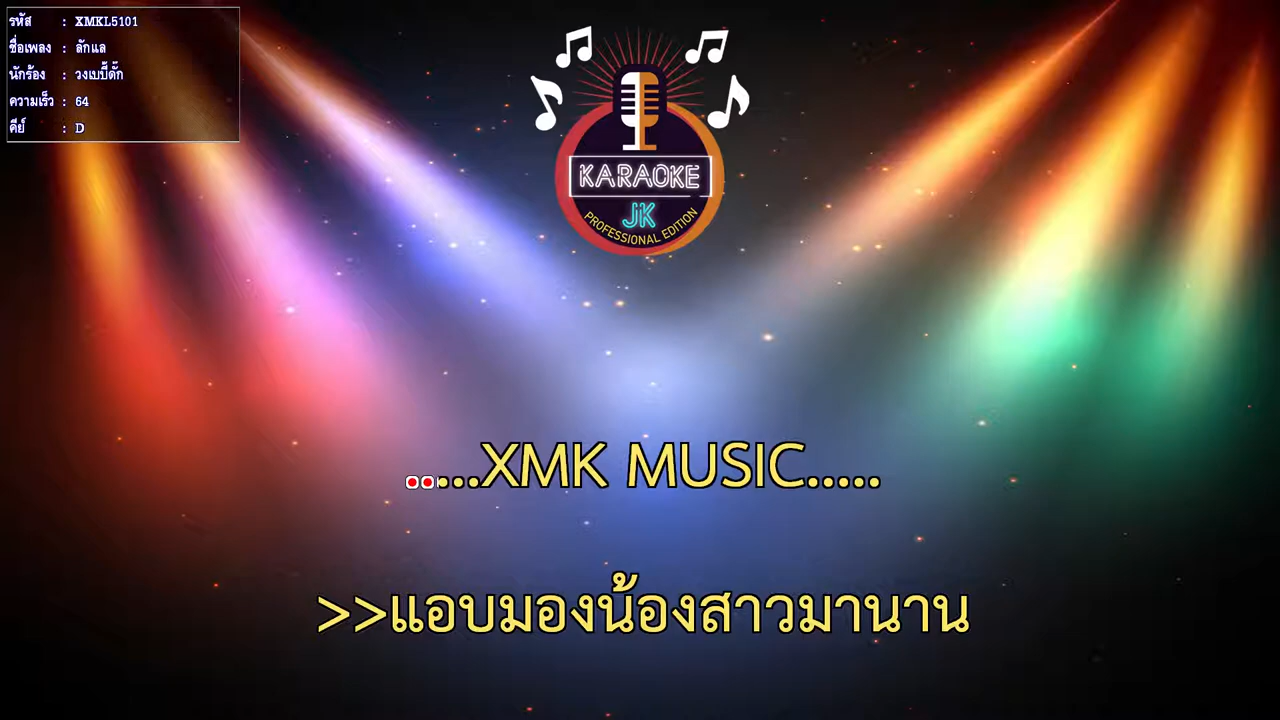 รหัส : XMKL5101
ชื่อเพลง : ลักแล
นักร้อง : วงเบบี๊ดั๊ก
ความเร็ว : 64
คีย์ : D
KARAOKE
JK
PROFESSIONAL EDITION
.....XMK MUSIC.....
>>แอบมองน้องสาวมานาน